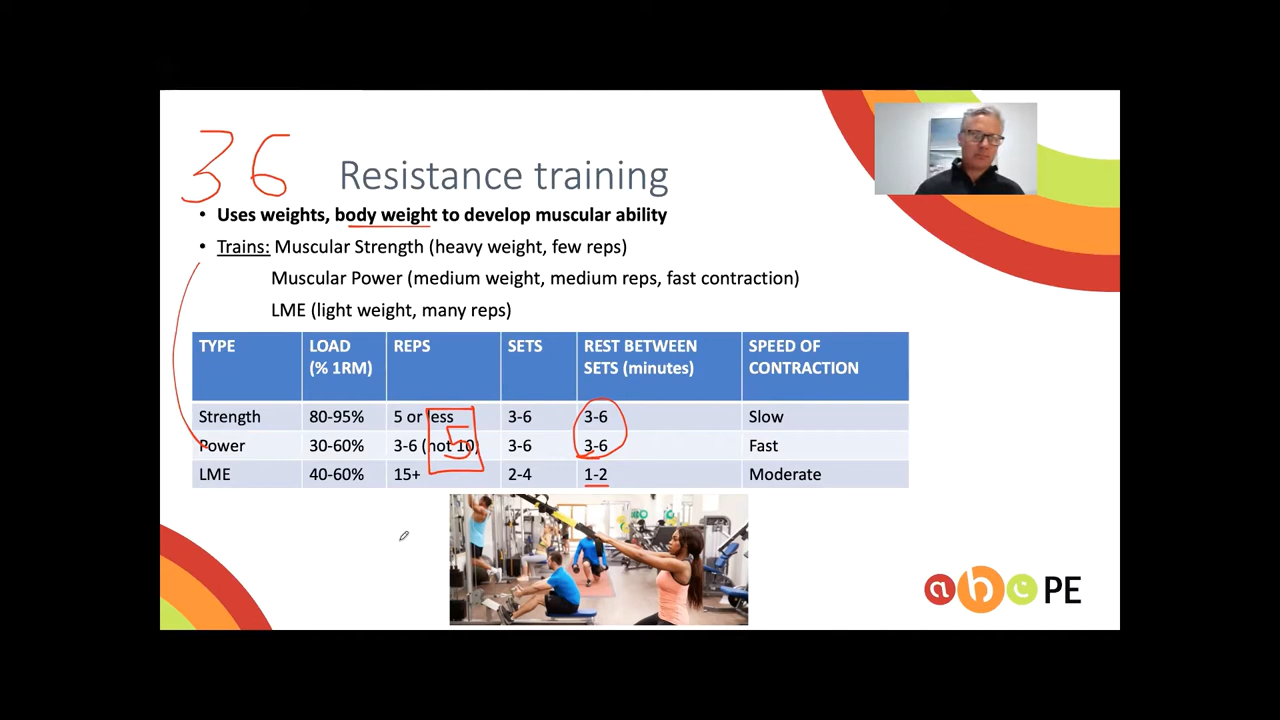 36
Resistance training
• Uses weights, body weight to develop muscular ability
• Trains: Muscular Strength (heavy weight, few reps)
Muscular Power (medium weight, medium reps, fast contraction)
LME (light weight, many reps)
TYPE LOAD (% 1RM) REPS SETS REST BETWEEN SETS (minutes) SPEED OF CONTRACTION
Strength 80-95% 5 or less 3-6 3-6 Slow
Power 30-60% 3-6 (not 10) 3-6 3-6 Fast
5
LME 40-60% 15+ 2-4 1-2 Moderate
abc PE